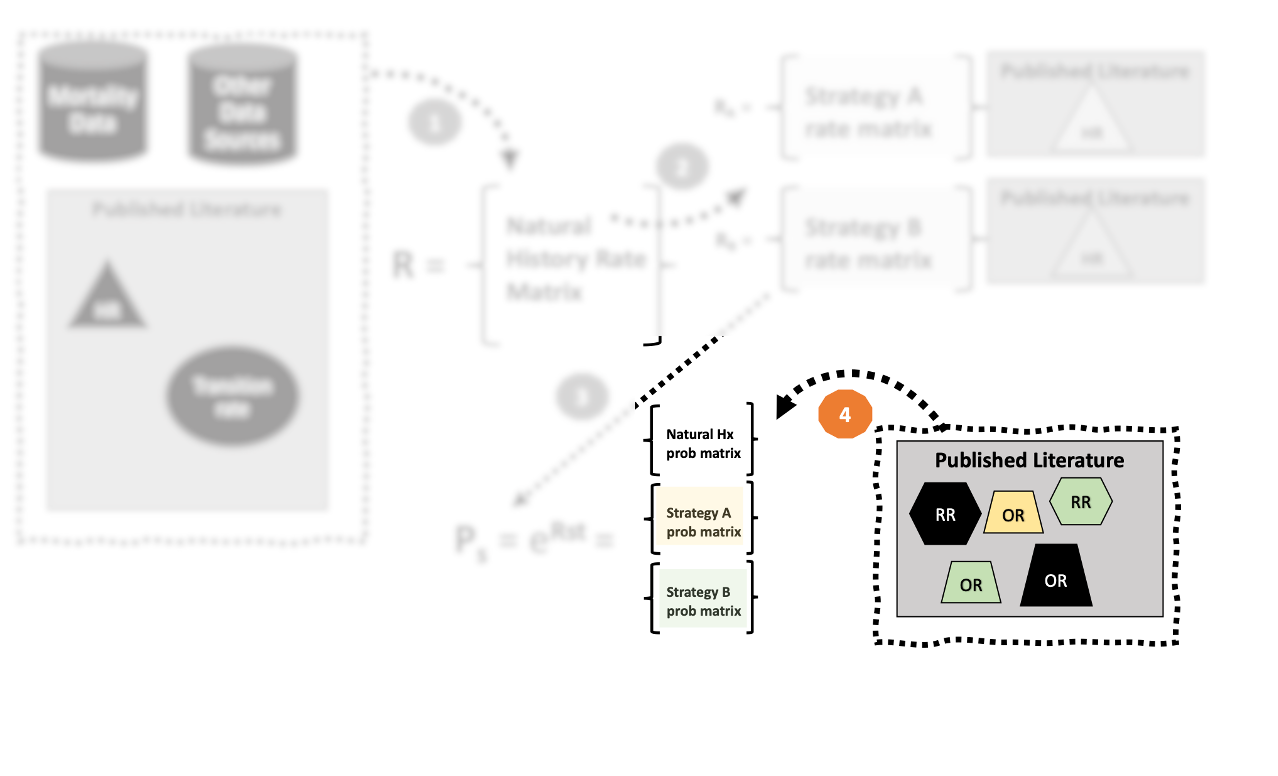 Mortality
Data
Other
Data
Sources
Published Literature
HR
Transition
rate
1
R =
Natural
History Rate
Matrix
2
Strategy A
rate matrix
Published Literature
HR
Strategy B
rate matrix
Published Literature
HR
3
Pₛ = e^Rst =
Natural Hx
prob matrix
Strategy A
prob matrix
Strategy B
prob matrix
4
Published Literature
RR
OR
RR
OR
OR